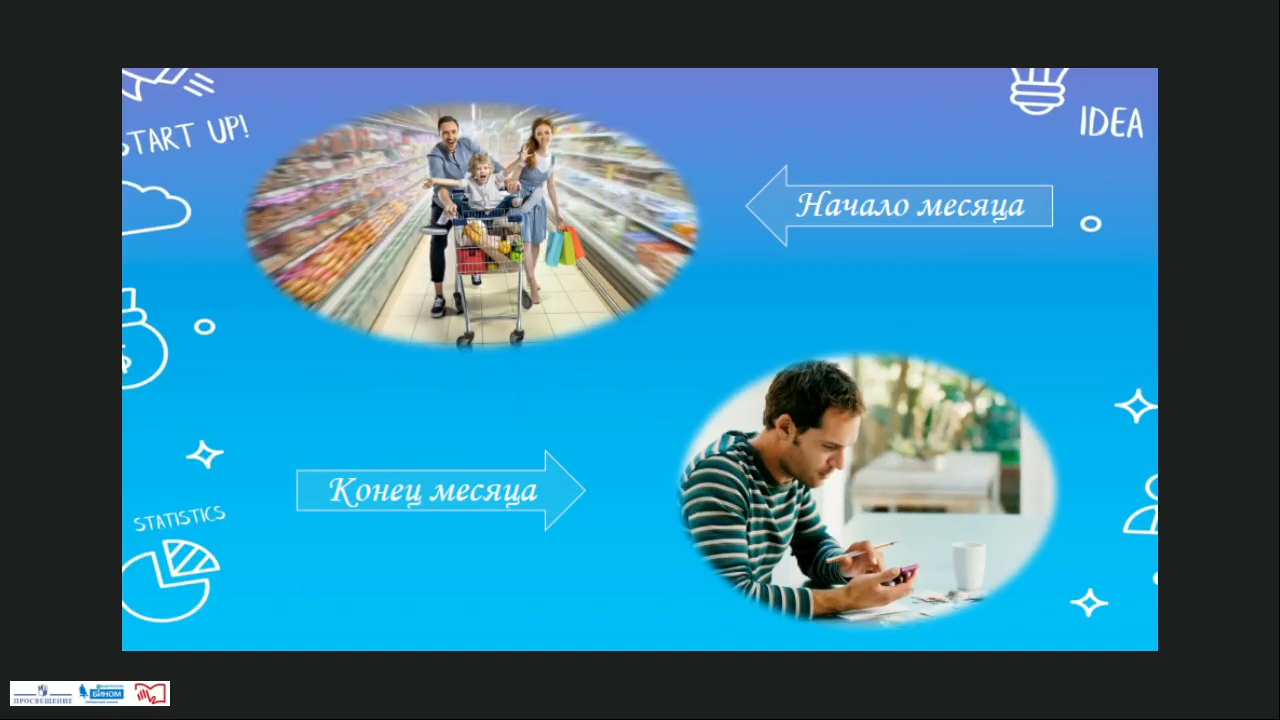 START UP!
IDEA
Начало месяца
$
Конец месяца
STATISTICS
ПРОСВЕЩЕНИЕ
БИНОМ